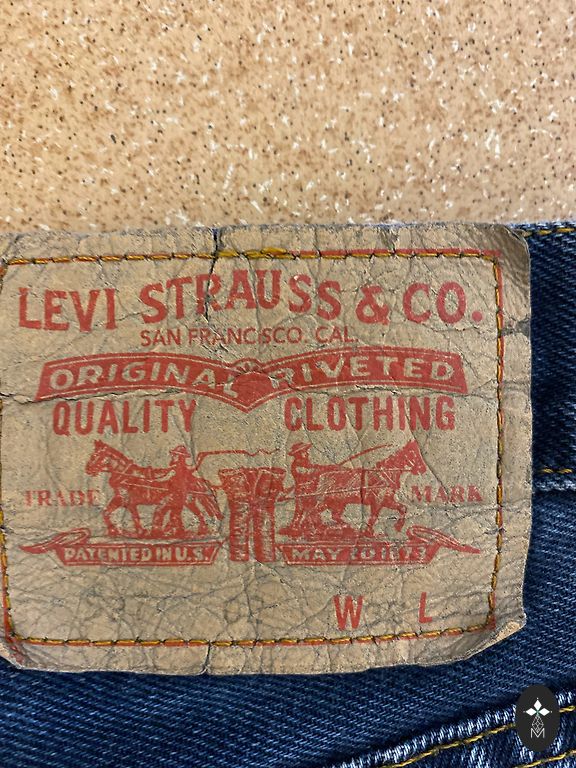 LEVI STRAUSS & CO.
SAN FRANCISCO. CAL.
ORIGINAL RIVETED
QUALITY CLOTHING
TRADE MARK
PATENTED IN U.S. MAY 20 1873
W L
M